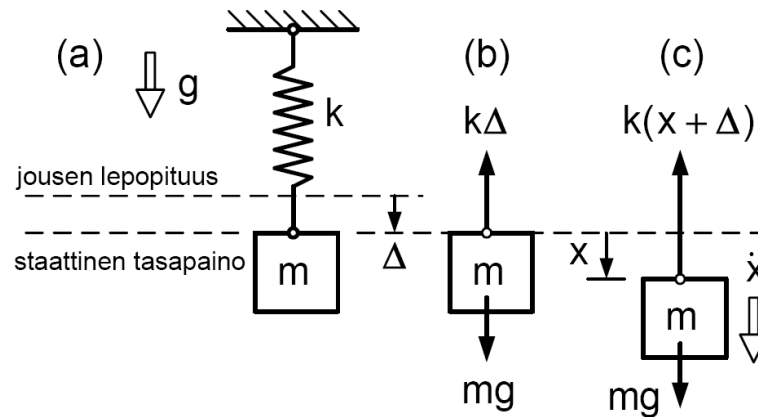 (a)
g
k
jousen lepopituus
staattinen tasapaino
m
Δ
(b)
kΔ
m
mg
(c)
k(x + Δ)
x
m
ẋ
mg